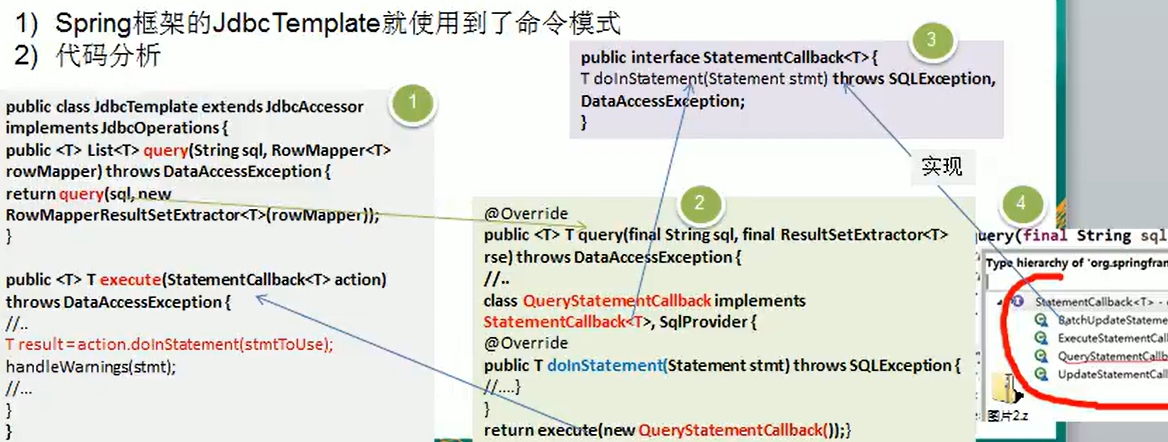 1) Spring框架的JdbcTemplate就使用到了命令模式
2) 代码分析
1
public class JdbcTemplate extends JdbcAccessor
implements JdbcOperations {
public <T> List<T> query(String sql, RowMapper<T>
rowMapper) throws DataAccessException {
return query(sql, new
RowMapperResultSetExtractor<T>(rowMapper));
}
public <T> T execute(StatementCallback<T> action)
throws DataAccessException {
//..
T result = action.doInStatement(stmtToUse);
handleWarnings(stmt);
//...
}
}
2
@Override
public <T> T query(final String sql, final ResultSetExtractor<T>
rse) throws DataAccessException {
//..
class QueryStatementCallback implements
StatementCallback<T>, SqlProvider {
@Override
public T doInStatement(Statement stmt) throws SQLException {
//....}
}
return execute(new QueryStatementCallback());}
3
public interface StatementCallback<T> {
T doInStatement(Statement stmt) throws SQLException,
DataAccessException;
}
实现
4
query(final String sql
Type hierarchy of 'org.springfram
StatementCallback<T> -
BatchUpdateStateme
ExecuteStatementCal
QueryStatementCallb
UpdateStatementCal
图片2.z